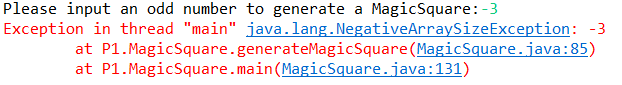 Please input an odd number to generate a MagicSquare:-3
Exception in thread "main" java.lang.NegativeArraySizeException: -3
at P1.MagicSquare.generateMagicSquare(MagicSquare.java:85)
at P1.MagicSquare.main(MagicSquare.java:131)